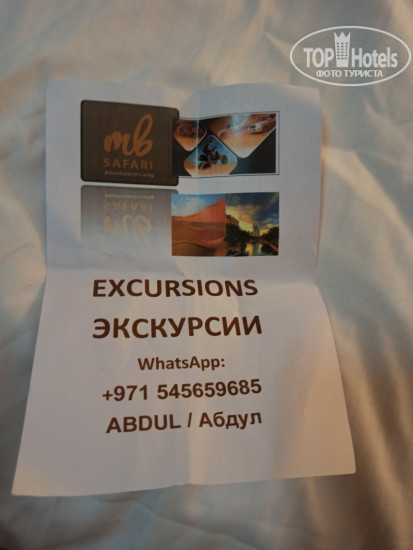 TOP Hotels
ФОТО ТУРИСТА
mb
SAFARI
EXCURSIONS
ЭКСКУРСИИ
WhatsApp:
+971 545659685
ABDUL / Абдул